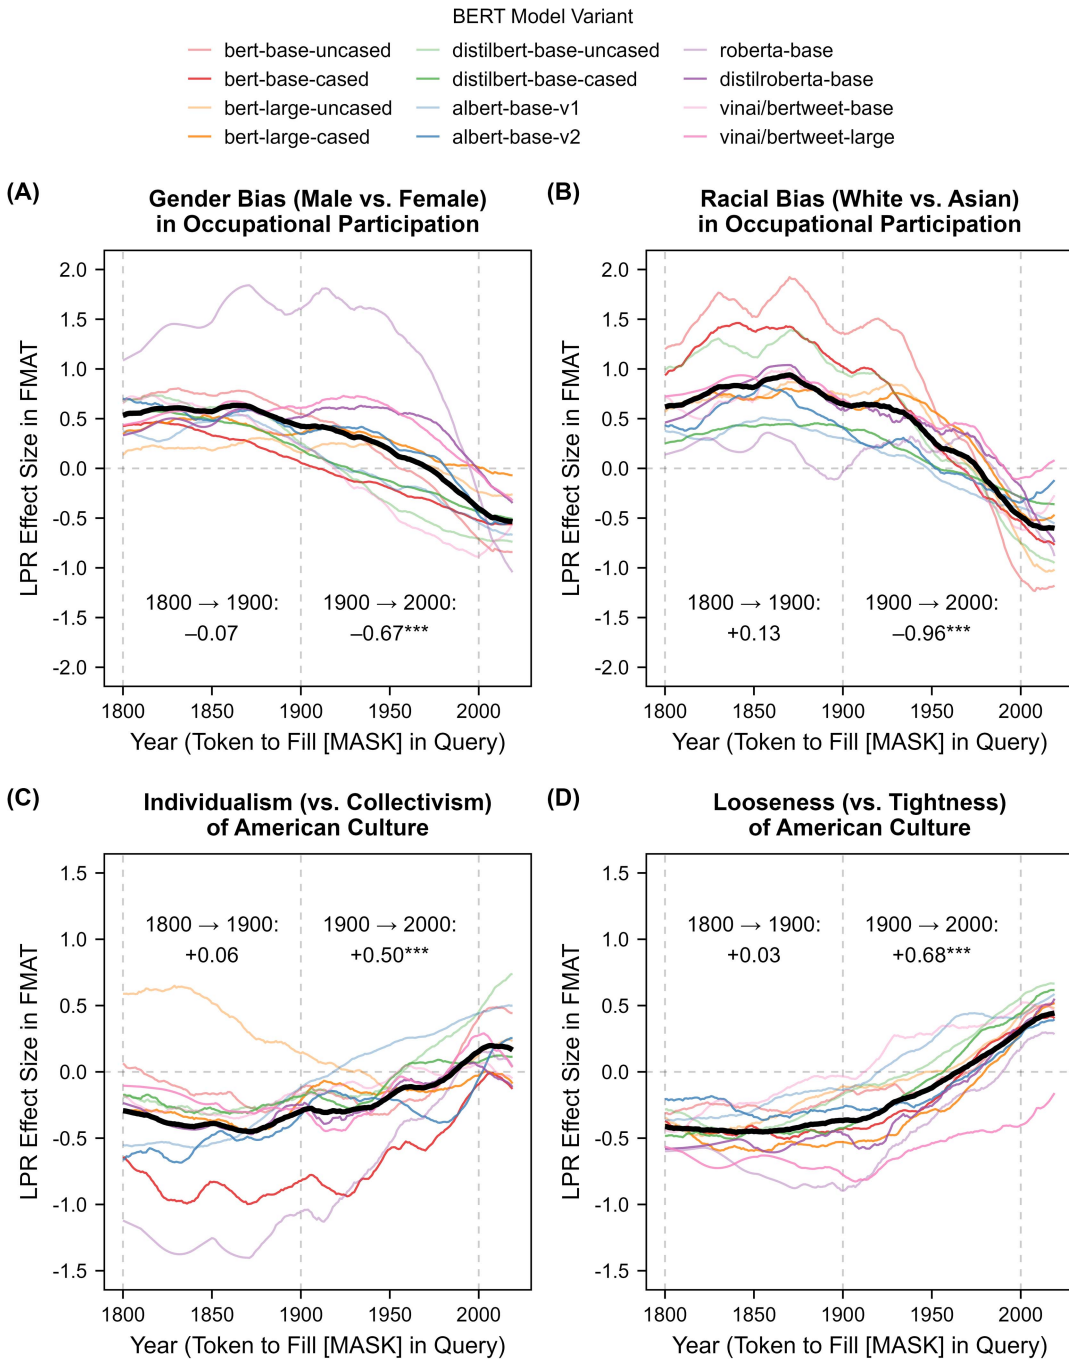 BERT Model Variant
bert-base-uncased
bert-base-cased
bert-large-uncased
bert-large-cased
distilbert-base-uncased
distilbert-base-cased
albert-base-v1
albert-base-v2
roberta-base
distilroberta-base
vinai/bertweet-base
vinai/bertweet-large
(A)
Gender Bias (Male vs. Female)
in Occupational Participation
LPR Effect Size in FMAT
2.0
1.5
1.0
0.5
0.0
-0.5
-1.0
-1.5
-2.0
1800 → 1900:
–0.07
1900 → 2000:
–0.67***
1800
1850
1900
1950
2000
Year (Token to Fill [MASK] in Query)
(B)
Racial Bias (White vs. Asian)
in Occupational Participation
LPR Effect Size in FMAT
2.0
1.5
1.0
0.5
0.0
-0.5
-1.0
-1.5
-2.0
1800 → 1900:
+0.13
1900 → 2000:
–0.96***
1800
1850
1900
1950
2000
Year (Token to Fill [MASK] in Query)
(C)
Individualism (vs. Collectivism)
of American Culture
LPR Effect Size in FMAT
1.5
1.0
0.5
0.0
-0.5
-1.0
-1.5
1800 → 1900:
+0.06
1900 → 2000:
+0.50***
1800
1850
1900
1950
2000
Year (Token to Fill [MASK] in Query)
(D)
Looseness (vs. Tightness)
of American Culture
LPR Effect Size in FMAT
1.5
1.0
0.5
0.0
-0.5
-1.0
-1.5
1800 → 1900:
+0.03
1900 → 2000:
+0.68***
1800
1850
1900
1950
2000
Year (Token to Fill [MASK] in Query)